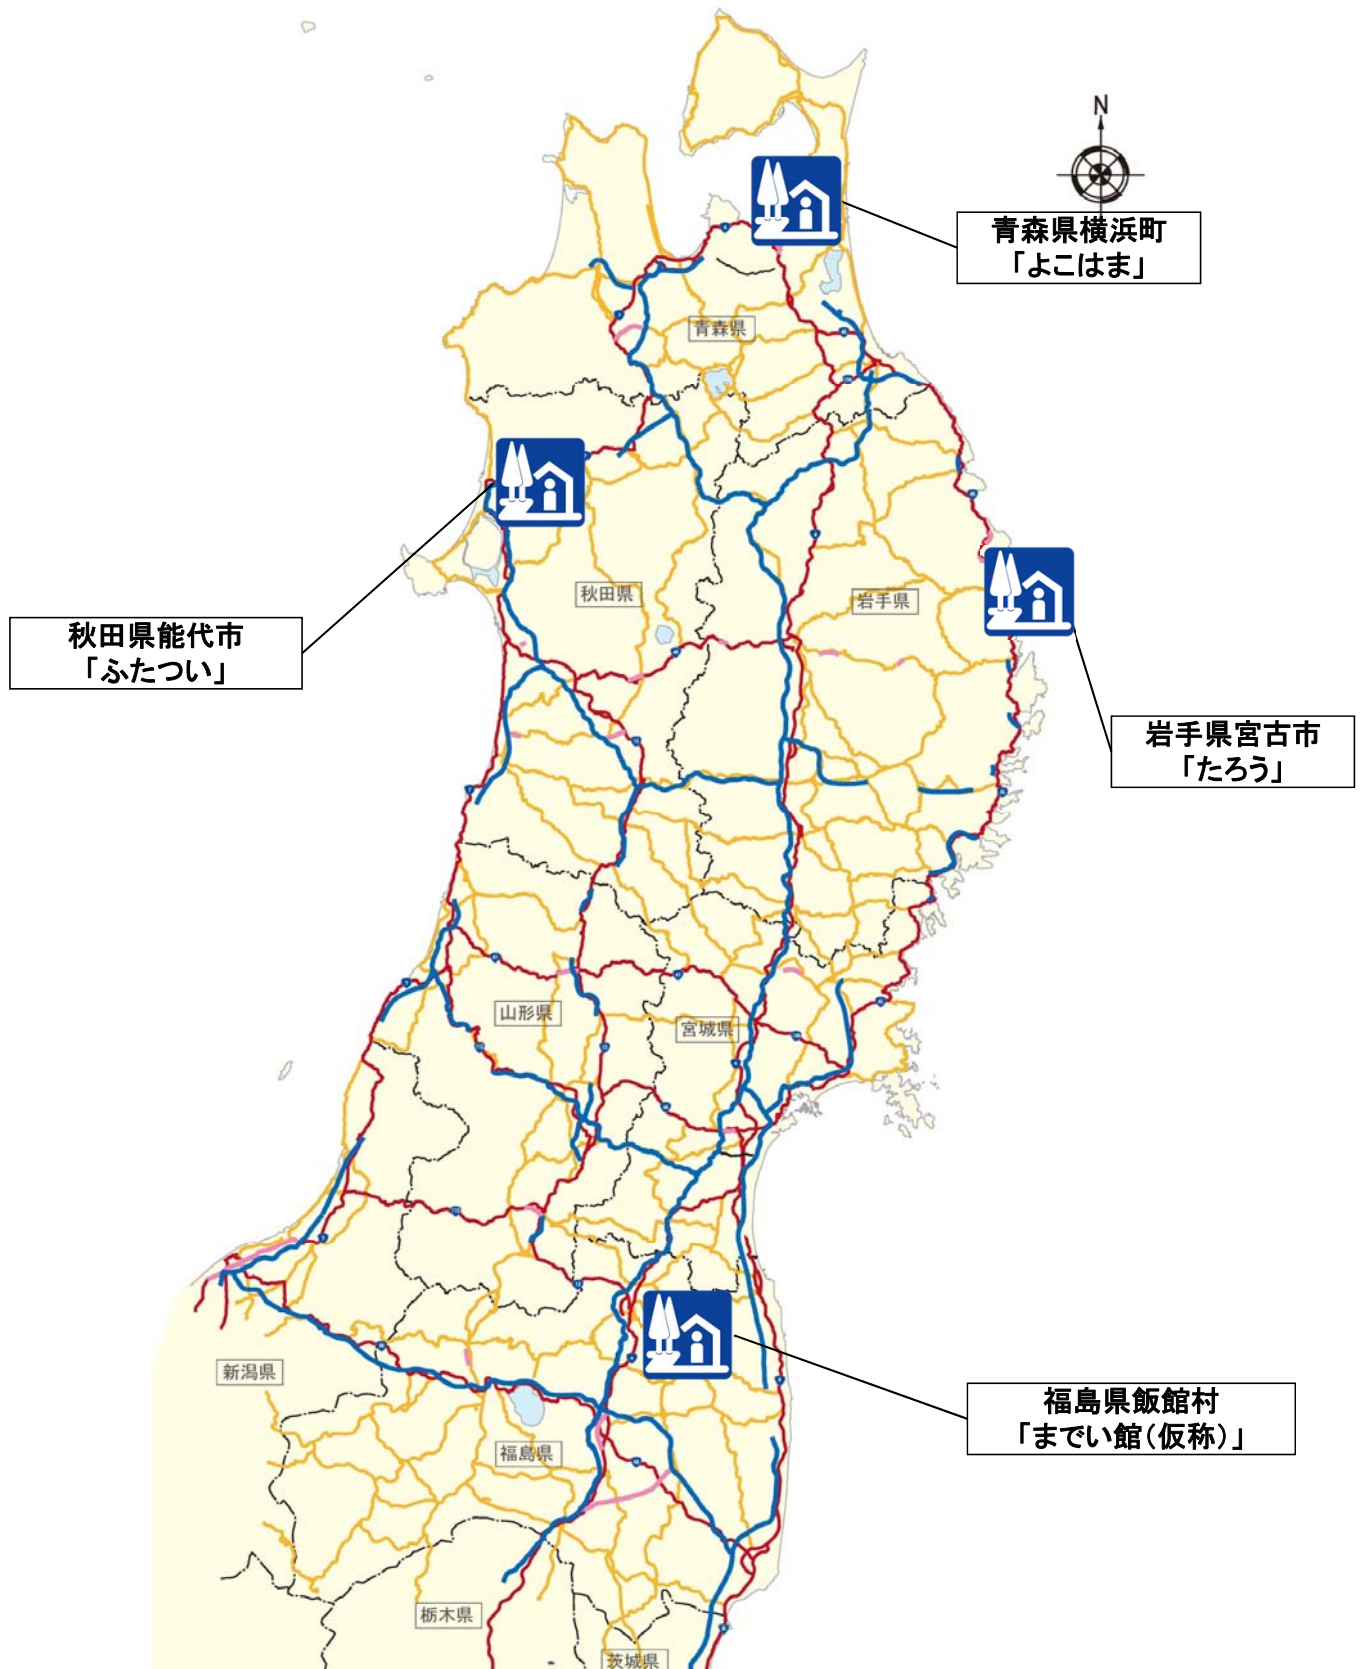 N
青森県横浜町
「よこはま」
青森県
秋田県
岩手県
秋田県能代市
「ふたつい」
岩手県宮古市
「たろう」
山形県
宮城県
新潟県
福島県飯館村
「までい館(仮称)」
福島県
栃木県
茨城県